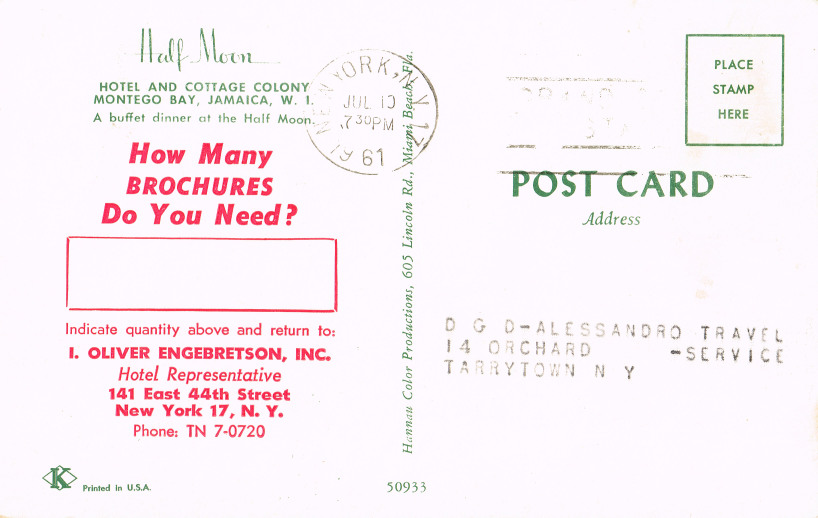 Half Moon
HOTEL AND COTTAGE COLONY
MONTEGO BAY, JAMAICA, W. I.
A buffet dinner at the Half Moon.
How Many
BROCHURES
Do You Need?
Indicate quantity above and return to:
I. OLIVER ENGEBRETSON, INC.
Hotel Representative
141 East 44th Street
New York 17, N. Y.
Phone: TN 7-0720
K
Printed in U.S.A.
NEW YORK, N.Y. 17
JUL 10
7 30 PM
1961
Hannau Color Productions, 605 Lincoln Rd., Miami Beach, Fla.
50933
PLACE
STAMP
HERE
POST CARD
Address
D G D-ALESSANDRO TRAVEL
14 ORCHARD -SERVICE
TARRYTOWN N Y